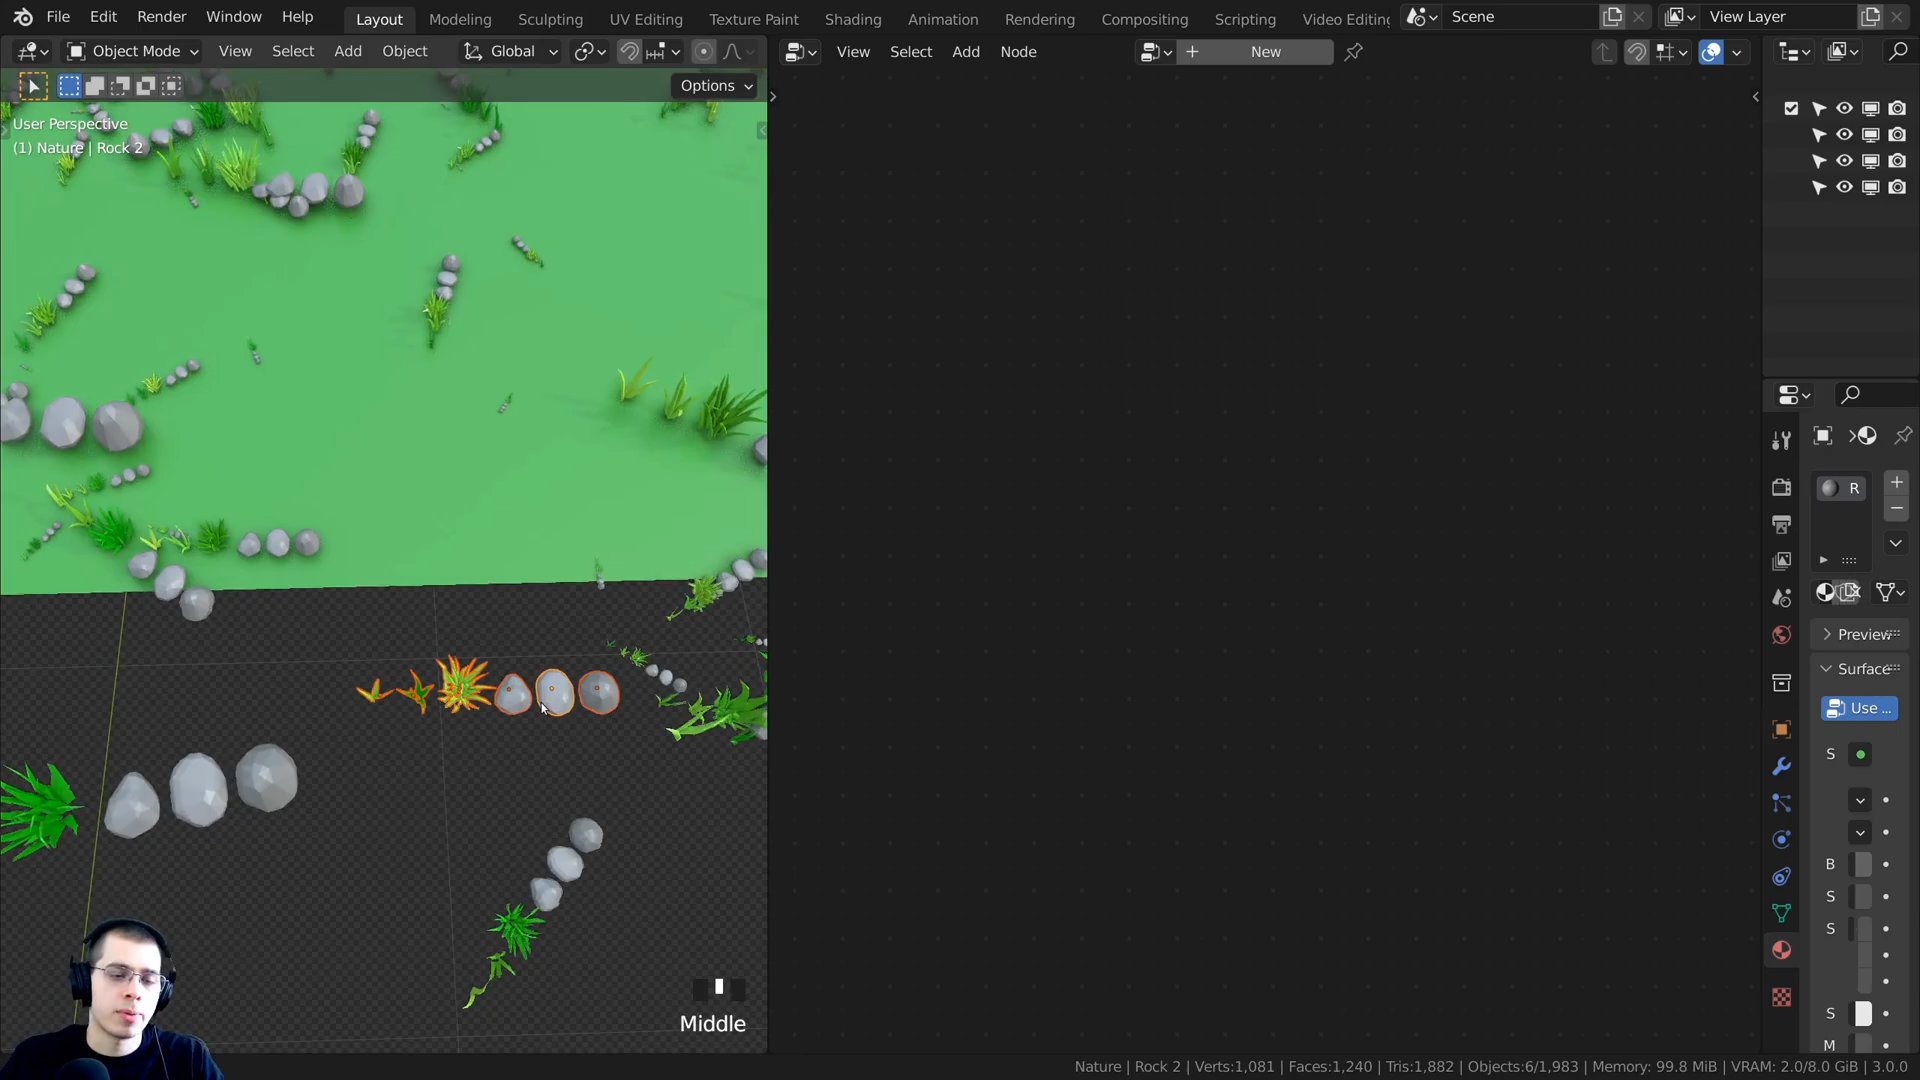 File Edit Render Window Help Layout Modeling Sculpting UV Editing Texture Paint Shading Animation Rendering Compositing Scripting Video Editing Scene View Layer
Object Mode View Select Add Object Global View Select Add Node New
Options
User Perspective
(1) Nature | Rock 2
R
Preview
Surface
Use ...
S
B
S
S
S
M
Middle
Nature | Rock 2 | Verts:1,081 | Faces:1,240 | Tris:1,882 | Objects:6/1,983 | Memory: 99.8 MiB | VRAM: 2.0/8.0 GiB | 3.0.0